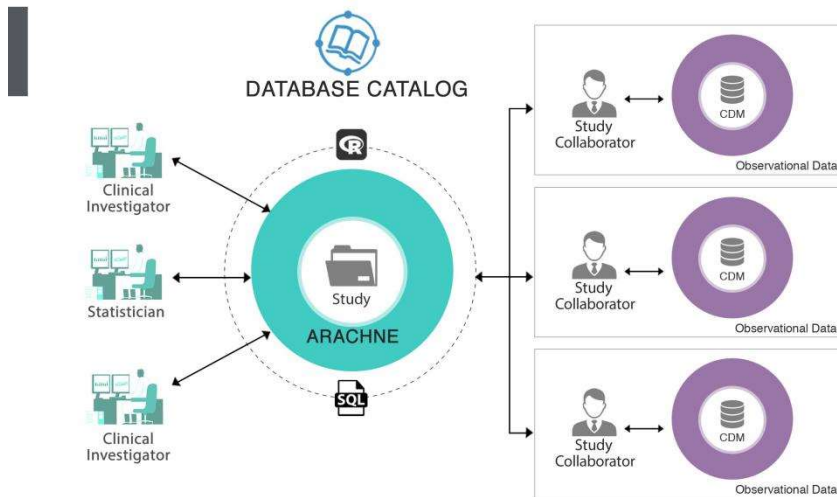 DATABASE CATALOG
Clinical
Investigator
Statistician
Clinical
Investigator
R
Study
ARACHNE
SQL
Study
Collaborator
CDM
Observational Data
Study
Collaborator
CDM
Observational Data
Study
Collaborator
CDM
Observational Data